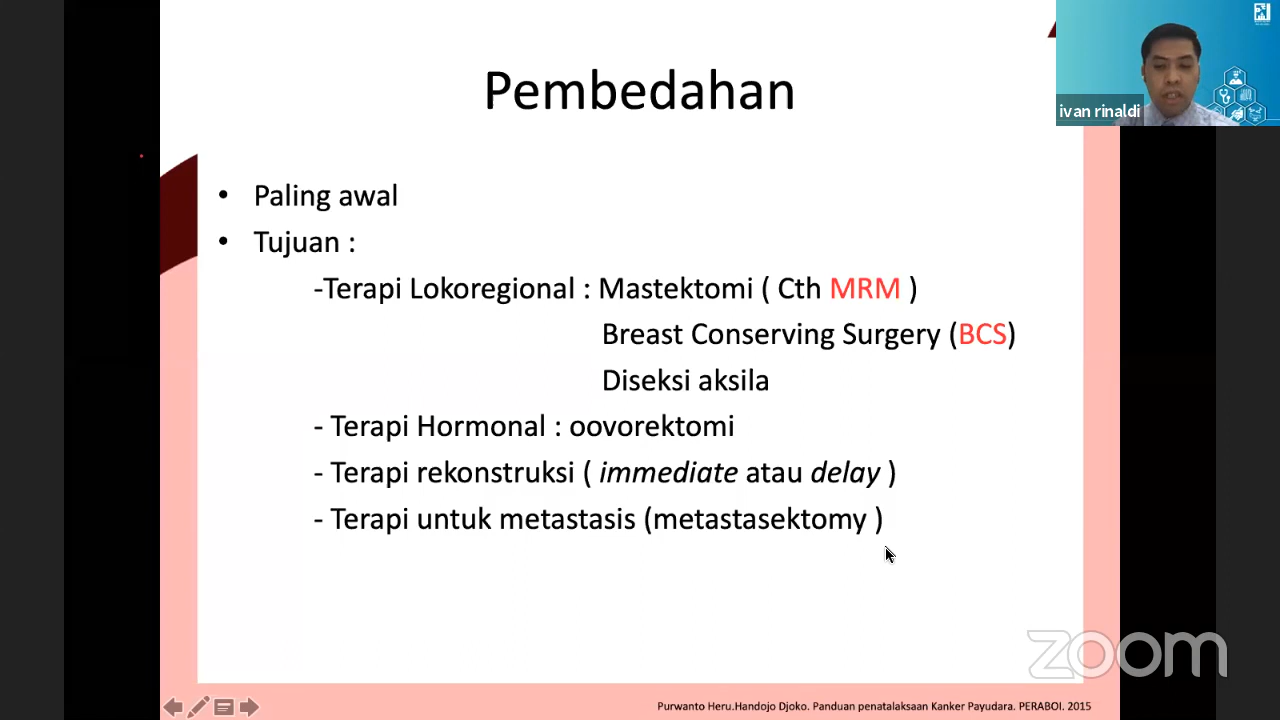 Pembedahan
ivan rinaldi
• Paling awal
• Tujuan :
-Terapi Lokoregional : Mastektomi ( Cth MRM )
Breast Conserving Surgery (BCS)
Diseksi aksila
- Terapi Hormonal : oovorektomi
- Terapi rekonstruksi ( immediate atau delay )
- Terapi untuk metastasis (metastasektomy )
zoom
Purwanto Heru.Handojo Djoko. Panduan penatalaksaan Kanker Payudara. PERABOI. 2015